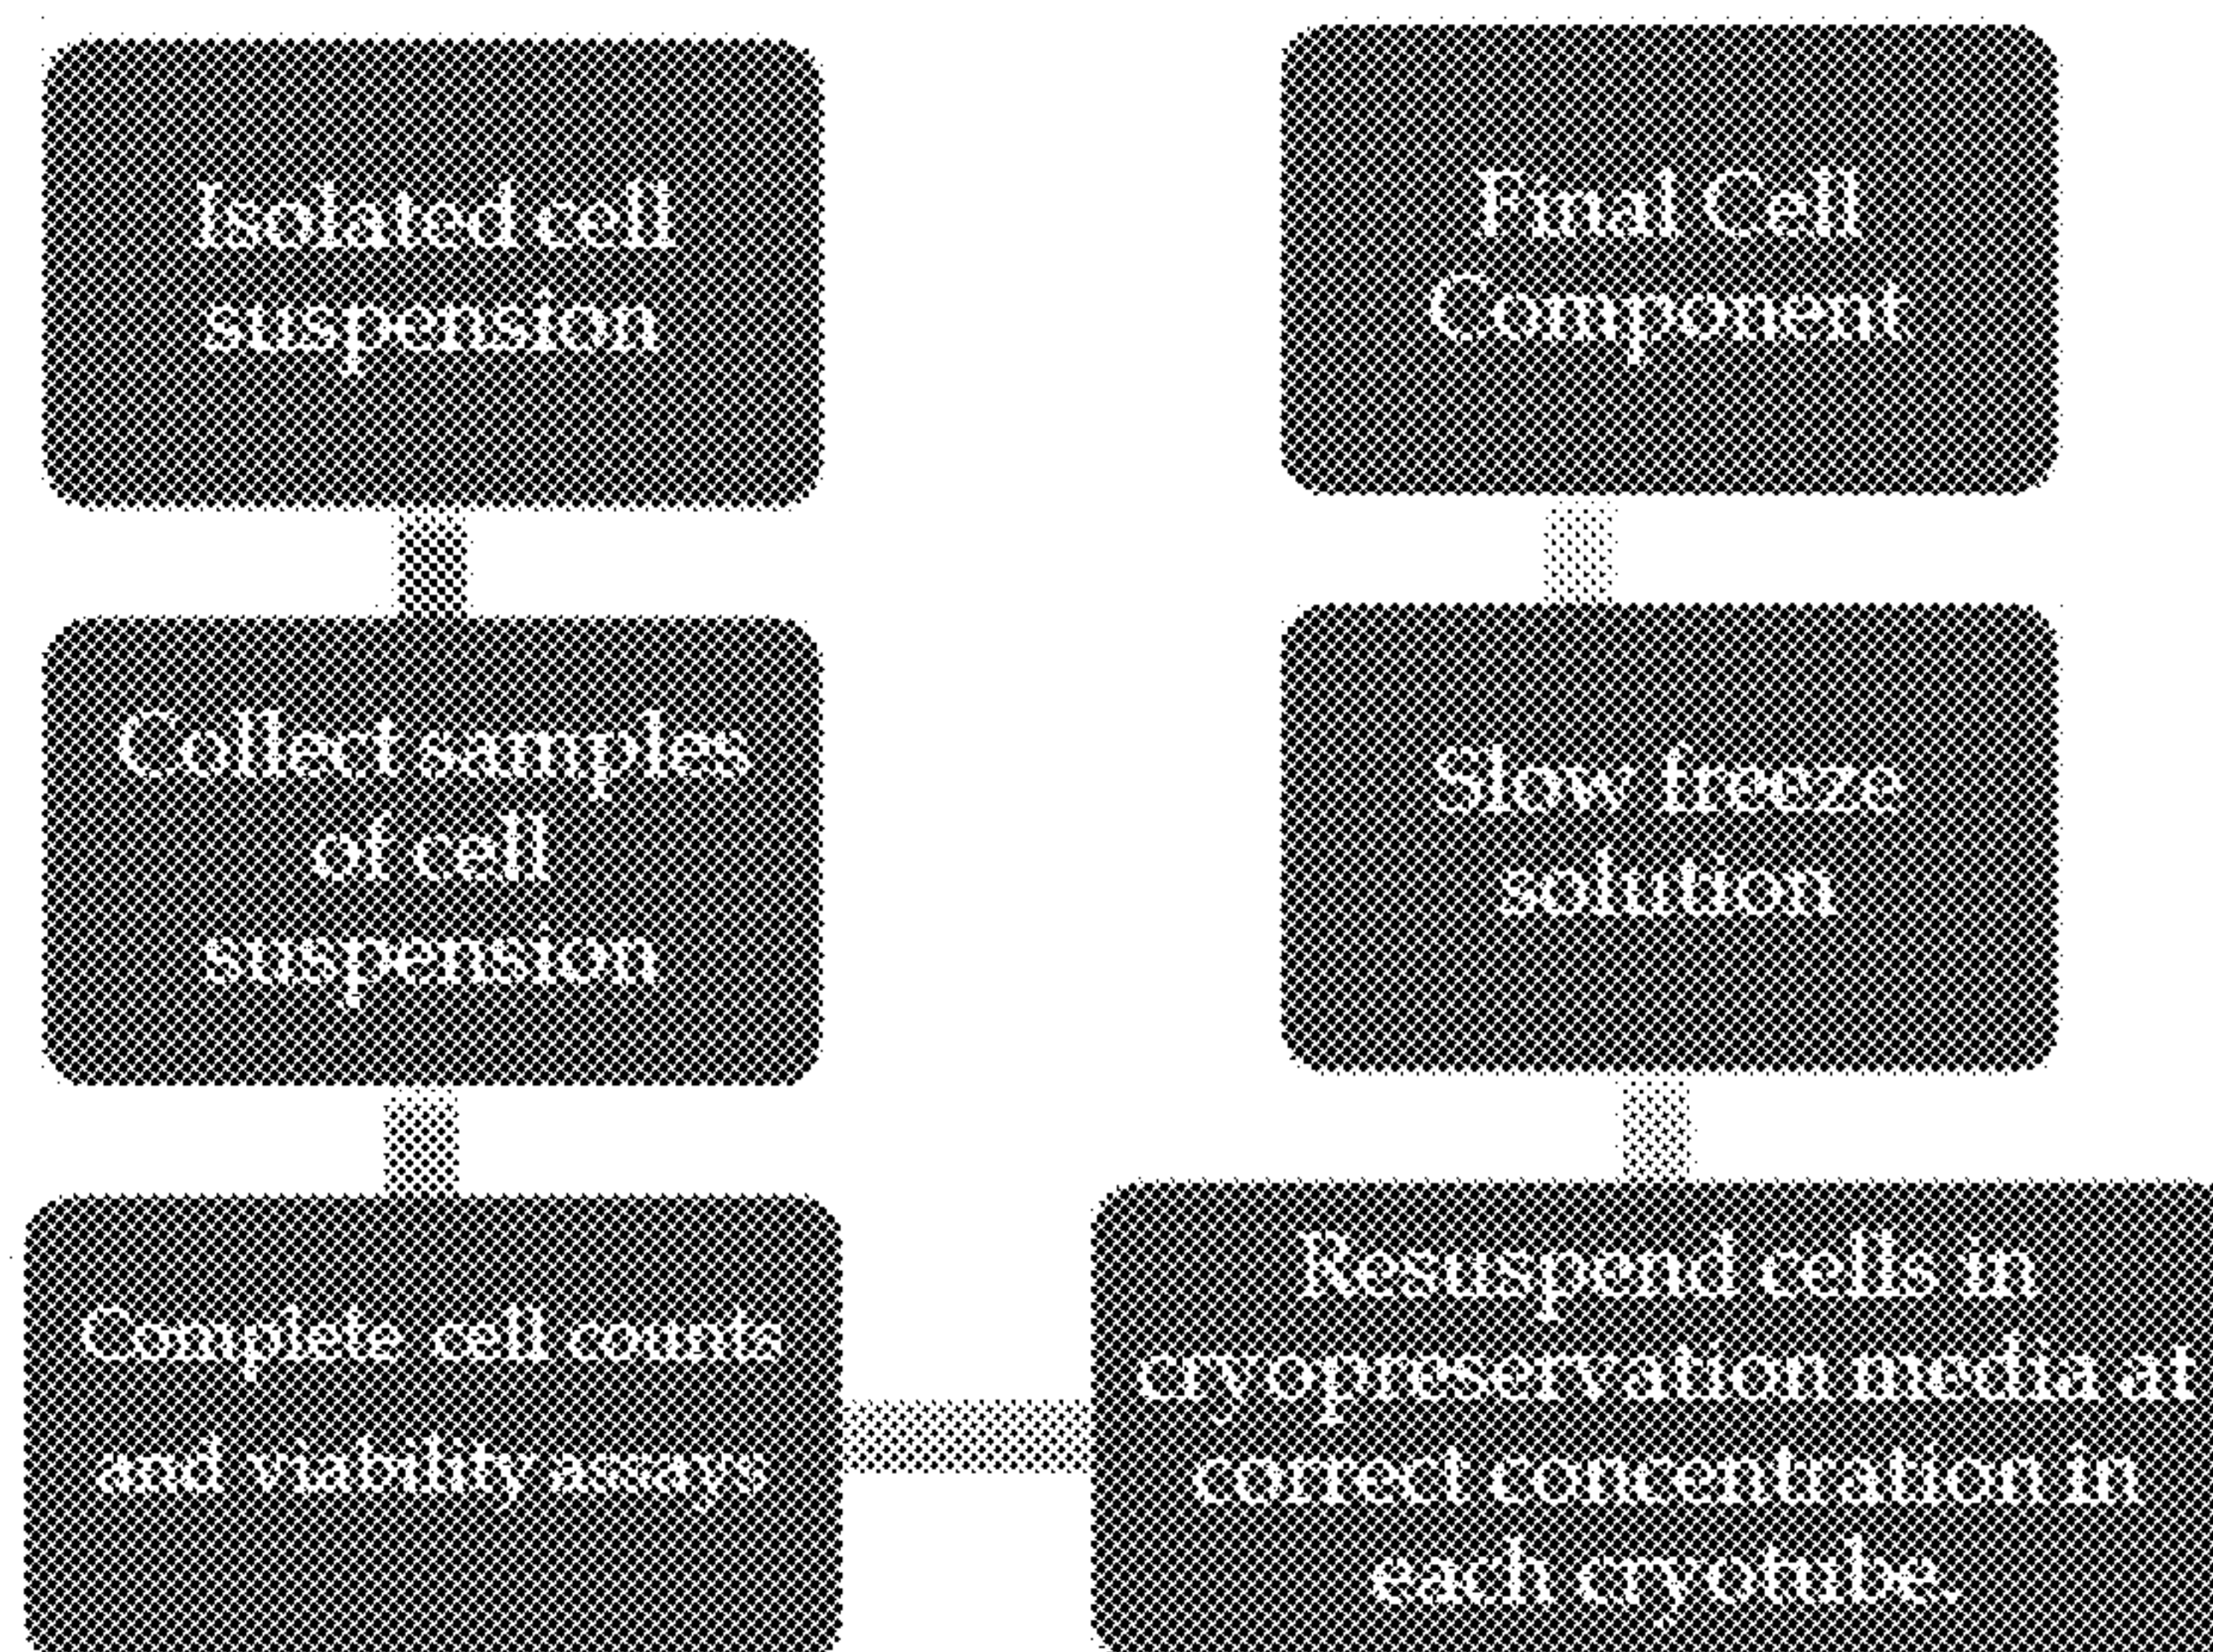 Isolated cell
suspension
Collect samples
of cell
suspension
Complete cell counts
and viability assays
Resuspend cells in
cryopreservation media at
correct concentration in
each cryotube.
Slow freeze
solution
Final Cell
Component